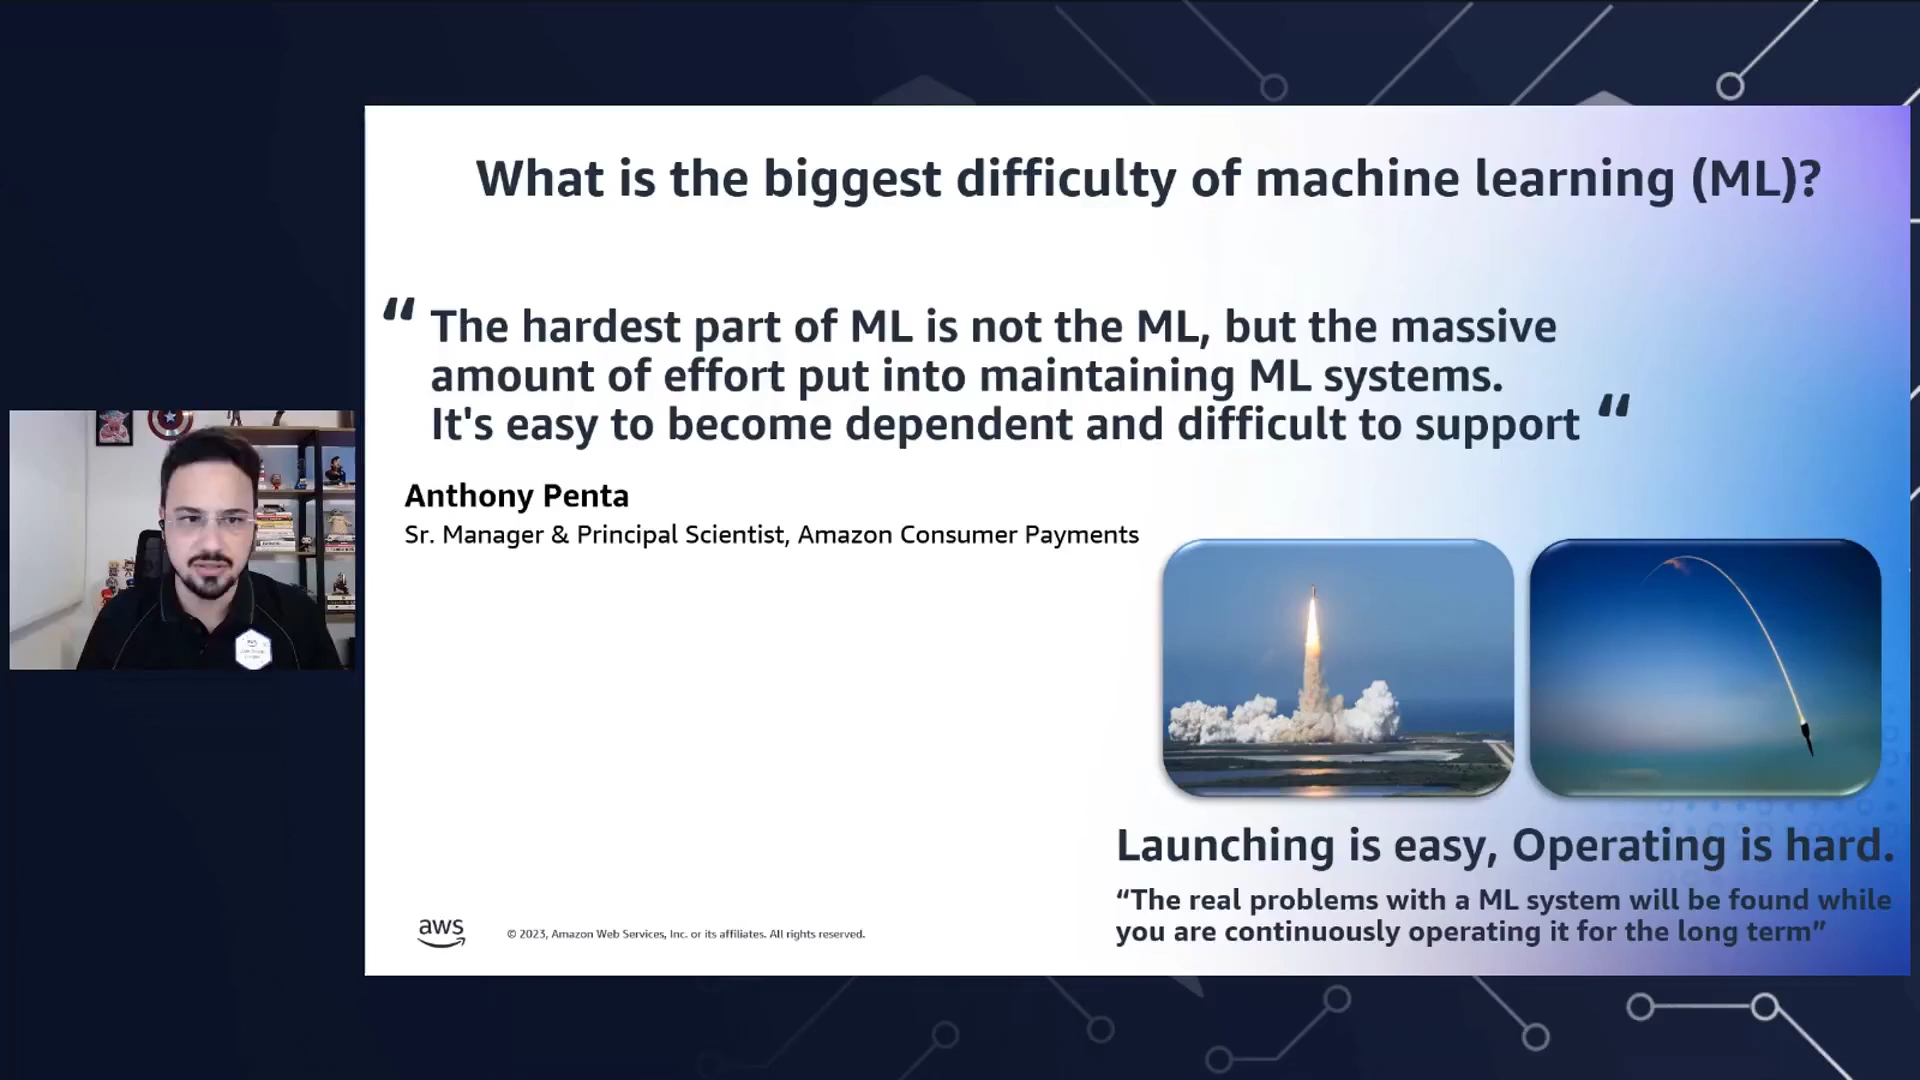 What is the biggest difficulty of machine learning (ML)?
“ The hardest part of ML is not the ML, but the massive
amount of effort put into maintaining ML systems.
It's easy to become dependent and difficult to support “
Anthony Penta
Sr. Manager & Principal Scientist, Amazon Consumer Payments
Launching is easy, Operating is hard.
“The real problems with a ML system will be found while
you are continuously operating it for the long term”
aws
© 2023, Amazon Web Services, Inc. or its affiliates. All rights reserved.